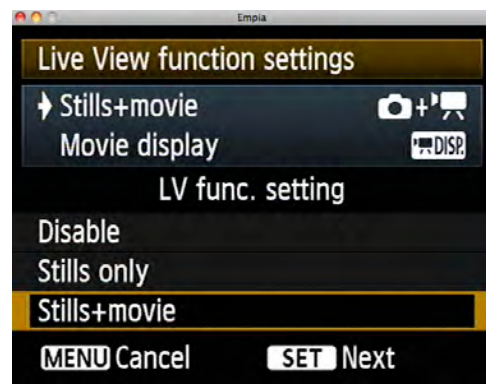 Empia
Live View function settings
Stills+movie +
Movie display DISP.
LV func. setting
Disable
Stills only
Stills+movie
MENU Cancel SET Next